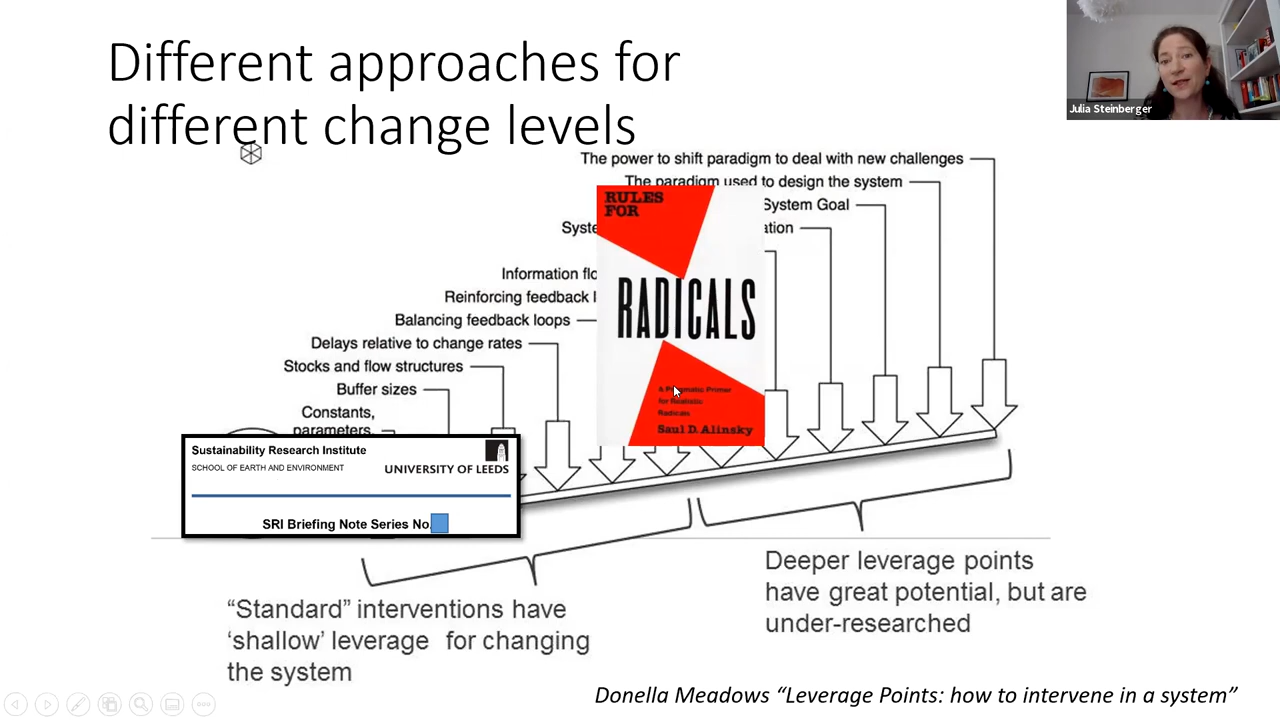 Different approaches for
different change levels
Julia Steinberger
The power to shift paradigm to deal with new challenges
The paradigm used to design the system
System Goal
Syste
ation
Information flo
Reinforcing feedback l
Balancing feedback loops
Delays relative to change rates
Stocks and flow structures
Buffer sizes
Constants,
parameters,
RULES
FOR
RADICALS
A Pragmatic Primer
for Realistic
Radicals
Saul D. Alinsky
Sustainability Research Institute
SCHOOL OF EARTH AND ENVIRONMENT
UNIVERSITY OF LEEDS
SRI Briefing Note Series No.
“Standard” interventions have
‘shallow’ leverage for changing
the system
Deeper leverage points
have great potential, but are
under-researched
Donella Meadows “Leverage Points: how to intervene in a system”